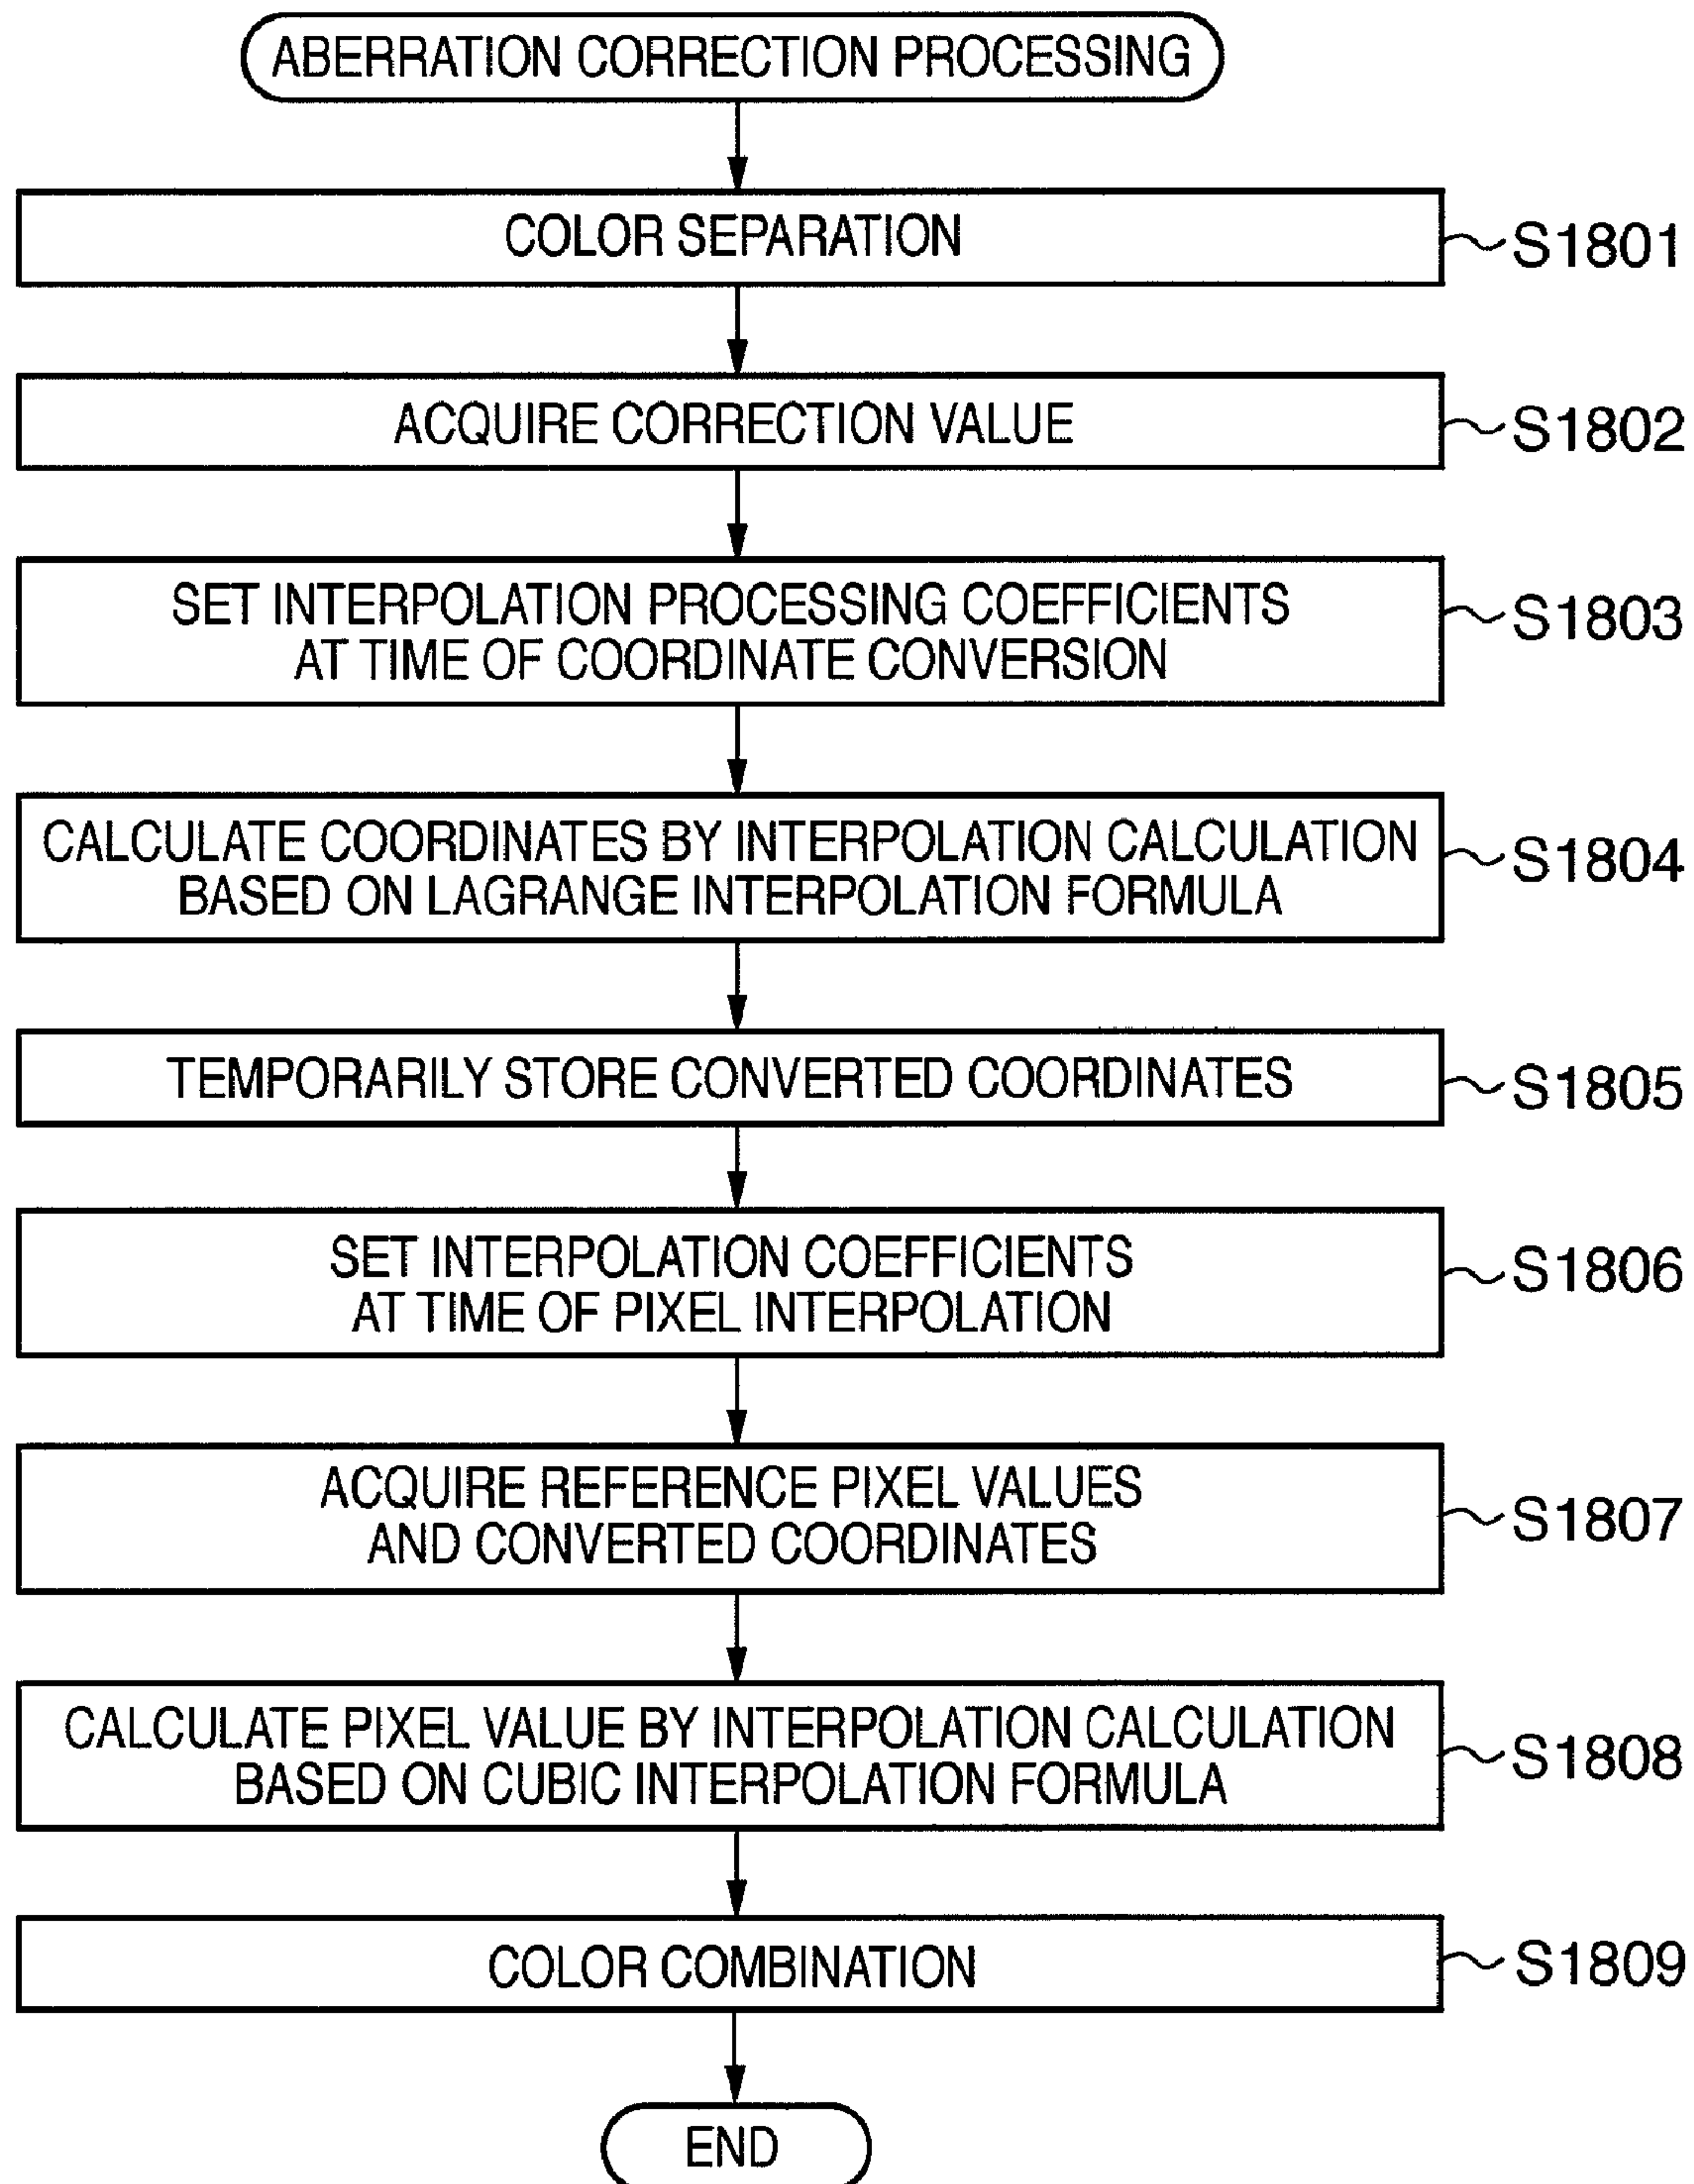 ABERRATION CORRECTION PROCESSING
COLOR SEPARATION
S1801
ACQUIRE CORRECTION VALUE
S1802
SET INTERPOLATION PROCESSING COEFFICIENTS
AT TIME OF COORDINATE CONVERSION
S1803
CALCULATE COORDINATES BY INTERPOLATION CALCULATION
BASED ON LAGRANGE INTERPOLATION FORMULA
S1804
TEMPORARILY STORE CONVERTED COORDINATES
S1805
SET INTERPOLATION COEFFICIENTS
AT TIME OF PIXEL INTERPOLATION
S1806
ACQUIRE REFERENCE PIXEL VALUES
AND CONVERTED COORDINATES
S1807
CALCULATE PIXEL VALUE BY INTERPOLATION CALCULATION
BASED ON CUBIC INTERPOLATION FORMULA
S1808
COLOR COMBINATION
S1809
END